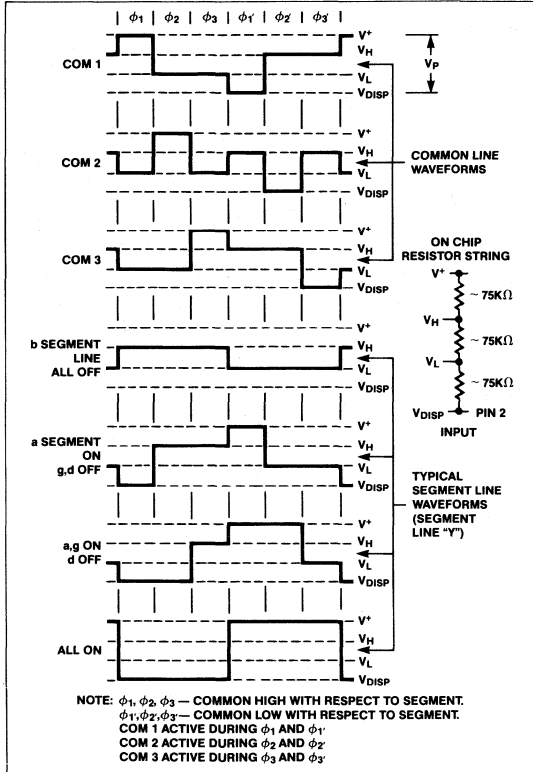 ϕ1 ϕ2 ϕ3 ϕ1' ϕ2' ϕ3'
COM 1
V+
VH
VL
VDISP
VP
COM 2
V+
VH
VL
VDISP
COMMON LINE
WAVEFORMS
COM 3
V+
VH
VL
VDISP
ON CHIP
RESISTOR STRING
V+
~ 75KΩ
VH
~ 75KΩ
VL
~ 75KΩ
VDISP PIN 2
INPUT
b SEGMENT
LINE
ALL OFF
V+
VH
VL
VDISP
a SEGMENT
ON
g,d OFF
V+
VH
VL
VDISP
TYPICAL
SEGMENT LINE
WAVEFORMS
(SEGMENT
LINE “Y”)
a,g ON
d OFF
V+
VH
VL
VDISP
ALL ON
V+
VH
VL
VDISP
NOTE: ϕ1, ϕ2, ϕ3 — COMMON HIGH WITH RESPECT TO SEGMENT.
ϕ1',ϕ2',ϕ3'— COMMON LOW WITH RESPECT TO SEGMENT.
COM 1 ACTIVE DURING ϕ1 AND ϕ1'
COM 2 ACTIVE DURING ϕ2 AND ϕ2'
COM 3 ACTIVE DURING ϕ3 AND ϕ3'